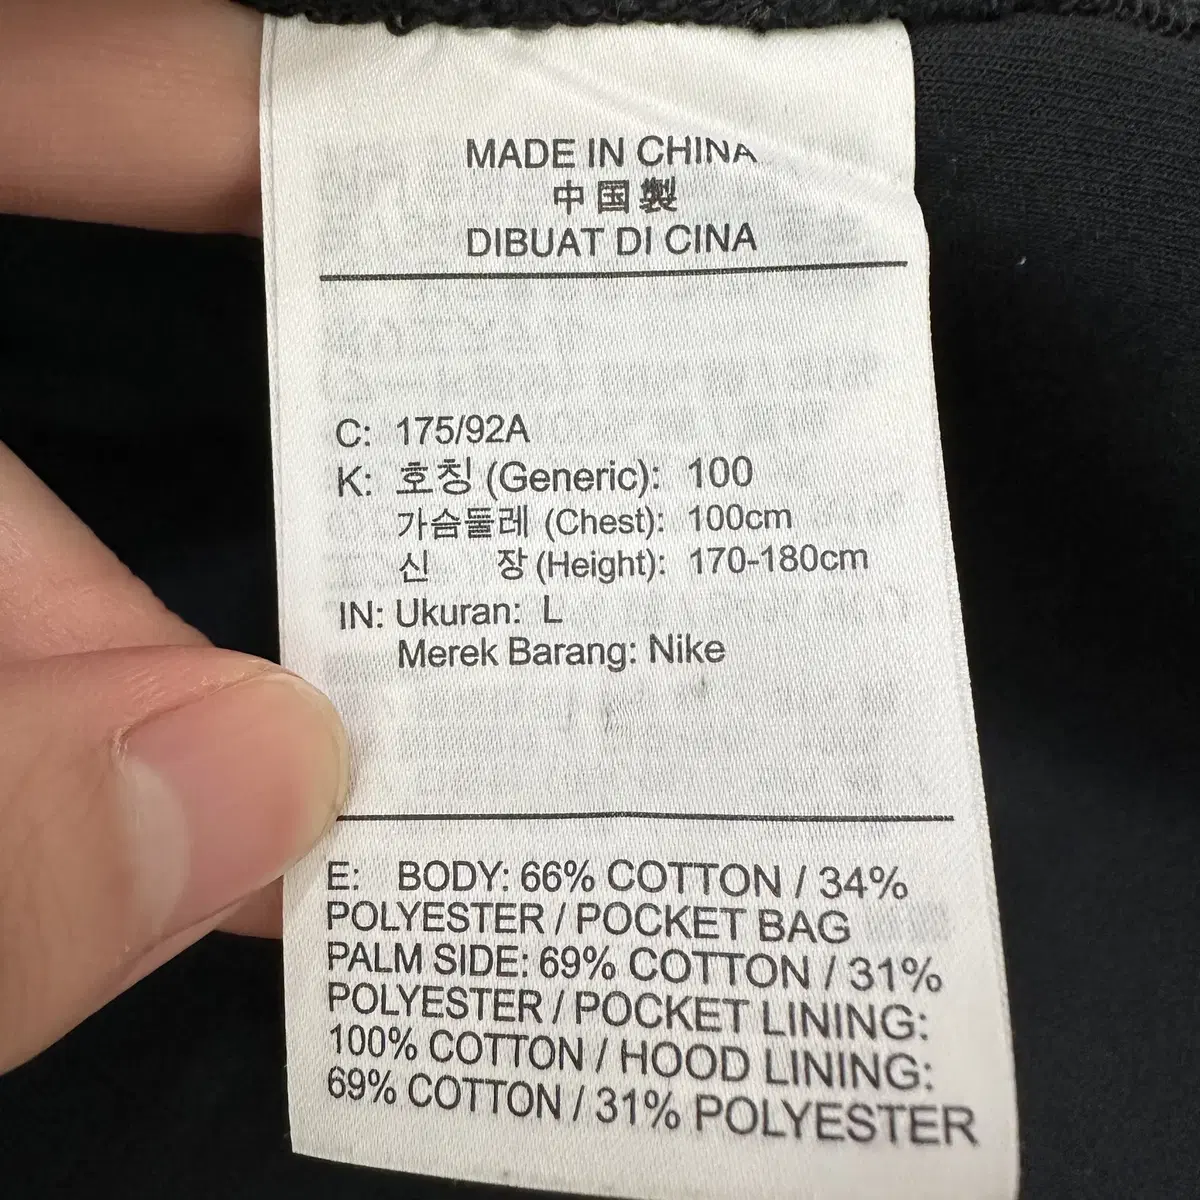 MADE IN CHINA
中国製
DIBUAT DI CINA
C: 175/92A
K: 호칭 (Generic): 100
가슴둘레 (Chest): 100cm
신 장 (Height): 170-180cm
IN: Ukuran: L
Merek Barang: Nike
E: BODY: 66% COTTON / 34%
POLYESTER / POCKET BAG
PALM SIDE: 69% COTTON / 31%
POLYESTER / POCKET LINING:
100% COTTON / HOOD LINING:
69% COTTON / 31% POLYESTER